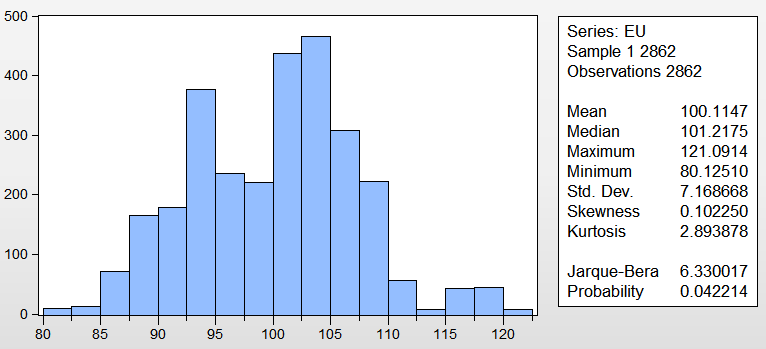 500
400
300
200
100
0
80 85 90 95 100 105 110 115 120
Series: EU
Sample 1 2862
Observations 2862
Mean 100.1147
Median 101.2175
Maximum 121.0914
Minimum 80.12510
Std. Dev. 7.168668
Skewness 0.102250
Kurtosis 2.893878
Jarque-Bera 6.330017
Probability 0.042214